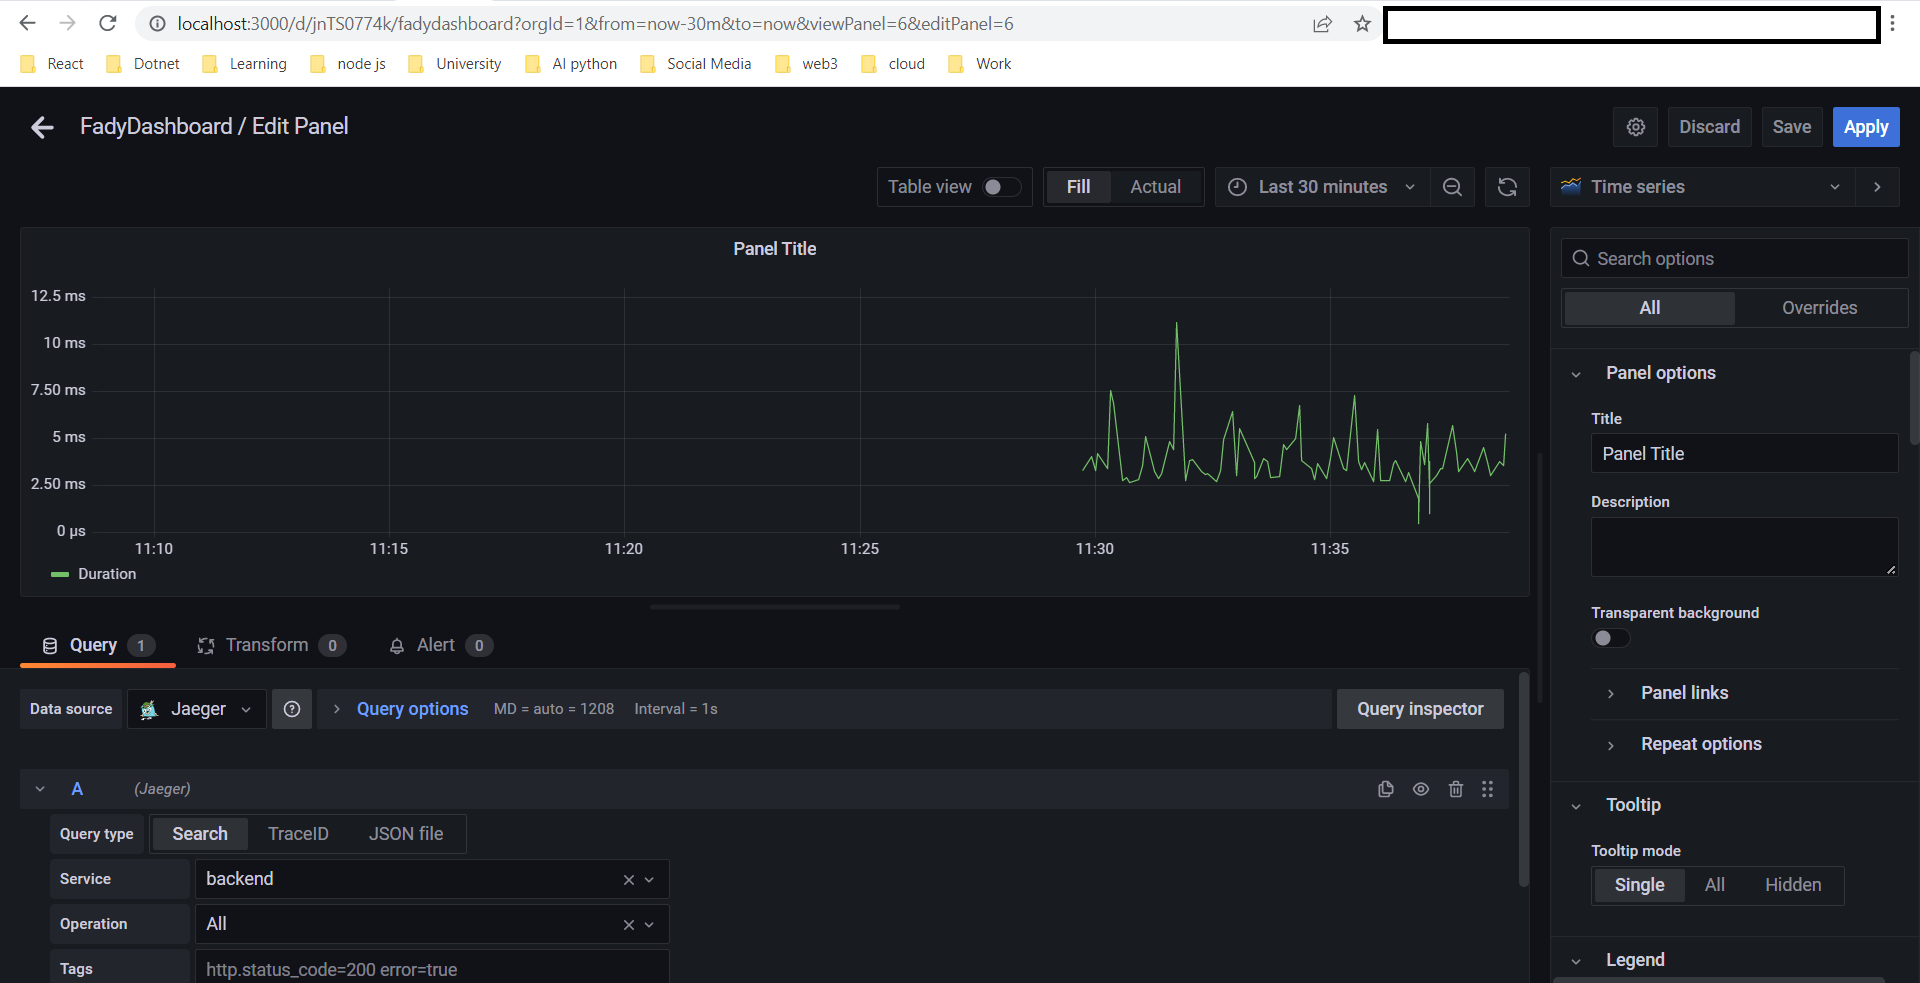 localhost:3000/d/jnTS0774k/fadydashboard?orgId=1&from=now-30m&to=now&viewPanel=6&editPanel=6
React Dotnet Learning node js University AI python Social Media web3 cloud Work
FadyDashboard / Edit Panel
Discard Save Apply
Table view Fill Actual Last 30 minutes Time series
Panel Title
Search options
All Overrides
12.5 ms
10 ms
7.50 ms
5 ms
2.50 ms
0 µs
11:10 11:15 11:20 11:25 11:30 11:35
Duration
Panel options
Title
Panel Title
Description
Transparent background
Panel links
Repeat options
Tooltip
Tooltip mode
Single All Hidden
Legend
Query 1 Transform 0 Alert 0
Data source Jaeger Query options MD = auto = 1208 Interval = 1s Query inspector
A (Jaeger)
Query type Search TraceID JSON file
Service backend
Operation All
Tags http.status_code=200 error=true